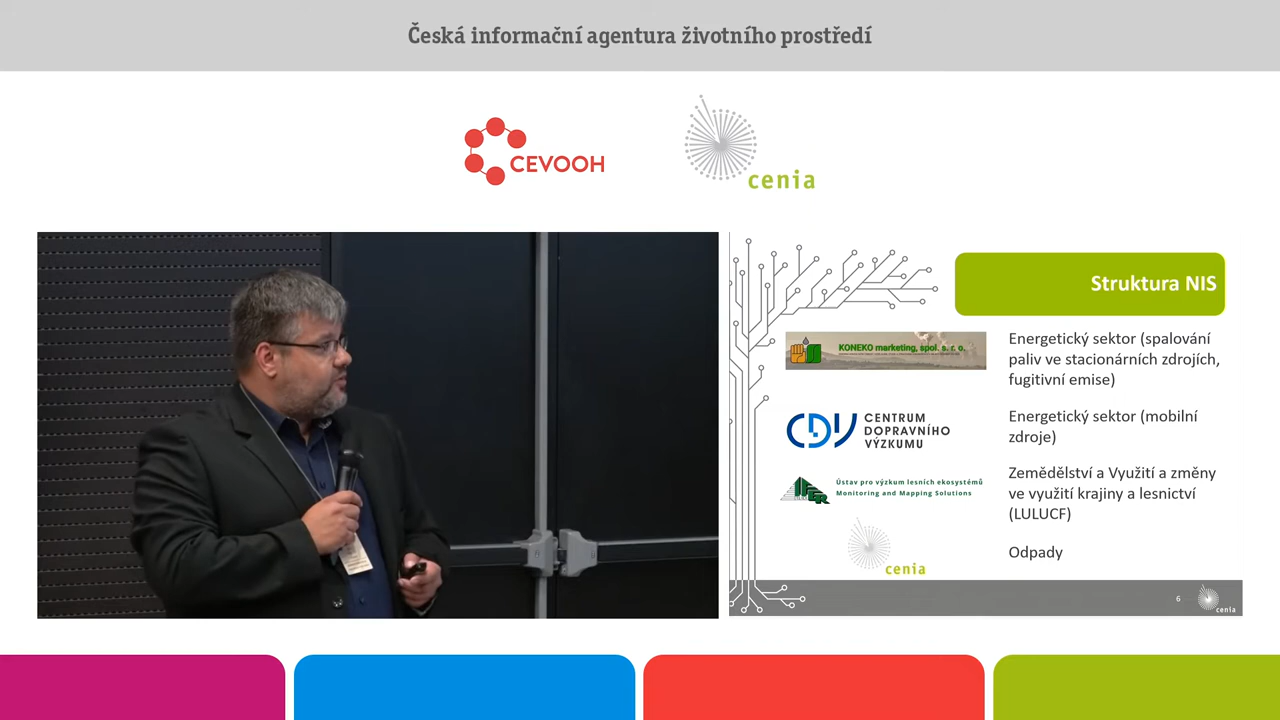 Česká informační agentura životního prostředí
CEVOOH
cenia
Struktura NIS
KONEKO marketing, spol. s r. o.
Energetický sektor (spalování
paliv ve stacionárních zdrojích,
fugitivní emise)
CDV CENTRUM
DOPRAVNÍHO
VÝZKUMU
Energetický sektor (mobilní
zdroje)
IFER
Ústav pro výzkum lesních ekosystémů
Monitoring and Mapping Solutions
Zemědělství a Využití a změny
ve využití krajiny a lesnictví
(LULUCF)
cenia
Odpady
6
cenia